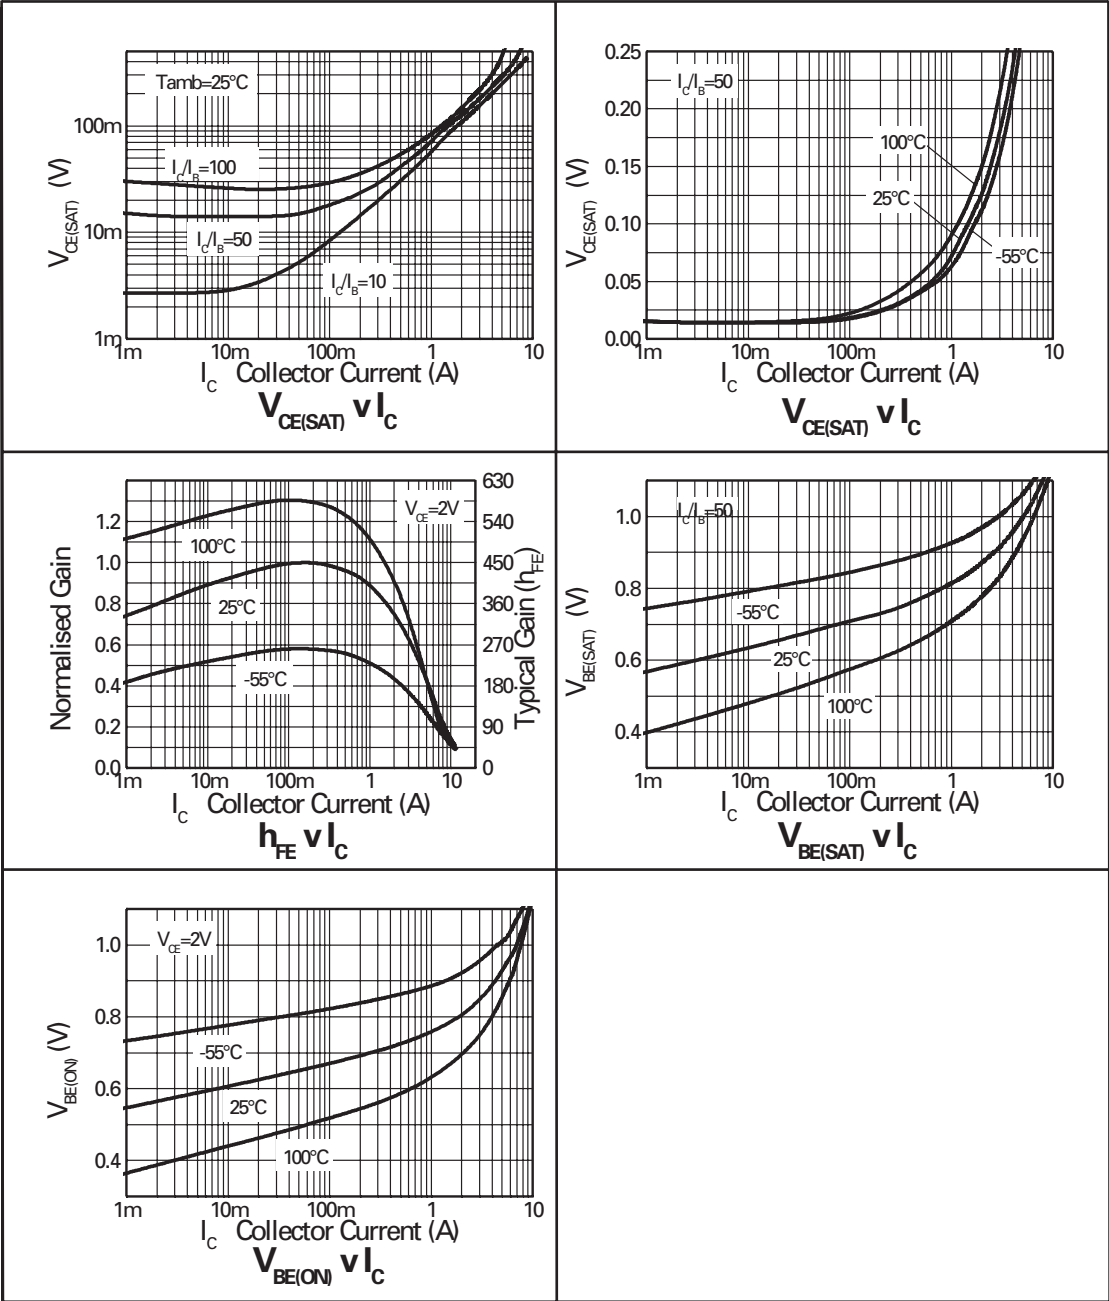 Tamb=25°C
I_C/I_B=100
I_C/I_B=50
I_C/I_B=10
100m
10m
1m
V_CE(SAT) (V)
1m 10m 100m 1 10
I_C Collector Current (A)
V_CE(SAT) v I_C
I_C/I_B=50
100°C
25°C
-55°C
0.25
0.20
0.15
0.10
0.05
0.00
V_CE(SAT) (V)
1m 10m 100m 1 10
I_C Collector Current (A)
V_CE(SAT) v I_C
V_CE=2V
100°C
25°C
-55°C
1.2
1.0
0.8
0.6
0.4
0.2
0.0
Normalised Gain
630
540
450
360
270
180
90
0
Typical Gain (h_FE)
1m 10m 100m 1 10
I_C Collector Current (A)
h_FE v I_C
I_C/I_B=50
-55°C
25°C
100°C
1.0
0.8
0.6
0.4
V_BE(SAT) (V)
1m 10m 100m 1 10
I_C Collector Current (A)
V_BE(SAT) v I_C
V_CE=2V
-55°C
25°C
100°C
1.0
0.8
0.6
0.4
V_BE(ON) (V)
1m 10m 100m 1 10
I_C Collector Current (A)
V_BE(ON) v I_C